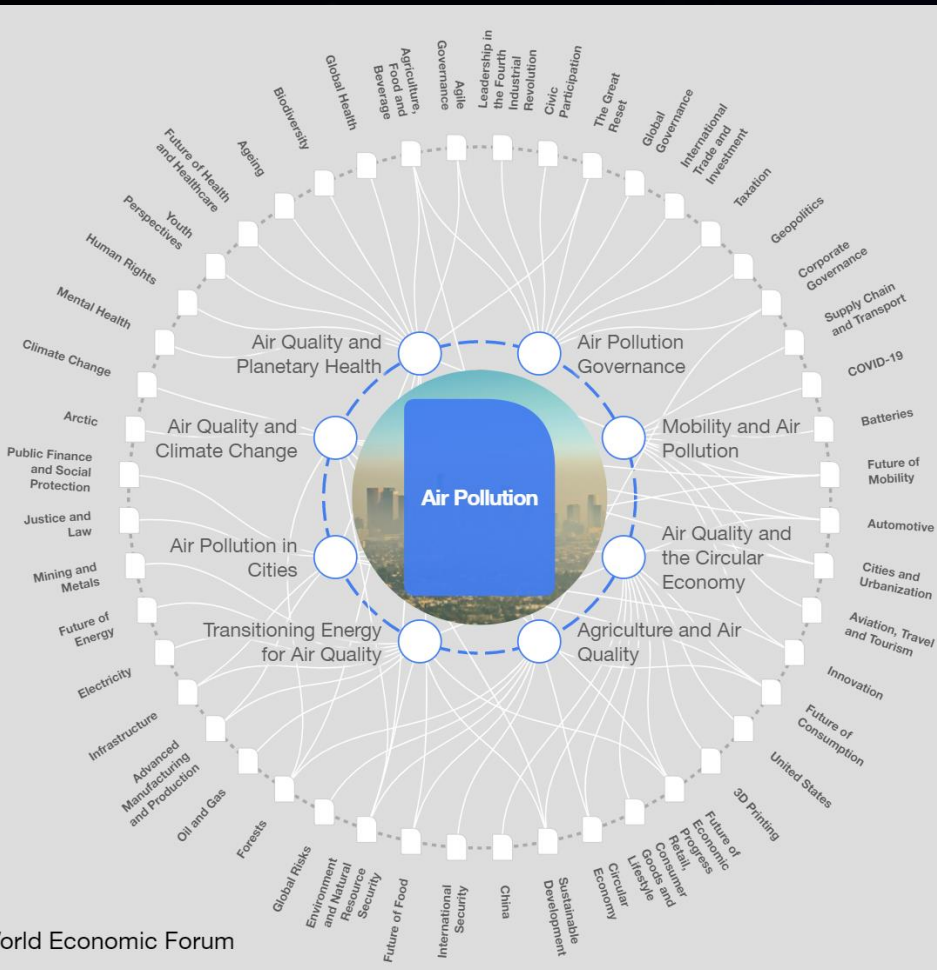 Leadership in
the Fourth
Industrial
Revolution
Civic
Participation
The Great
Reset
Global
Governance
International
Trade and
Investment
Taxation
Geopolitics
Corporate
Governance
Supply Chain
and Transport
COVID-19
Batteries
Future of
Mobility
Automotive
Cities and
Urbanization
Aviation, Travel
and Tourism
Innovation
Future of
Consumption
United States
3D Printing
Future of
Economic
Progress
Retail,
Consumer
Goods and
Lifestyle
Circular
Economy
Sustainable
Development
China
International
Security
Future of Food
Environment
and Natural
Resource
Security
Global Risks
Forests
Oil and Gas
Advanced
Manufacturing
and Production
Infrastructure
Electricity
Future of
Energy
Mining and
Metals
Justice and
Law
Public Finance
and Social
Protection
Arctic
Climate Change
Mental Health
Human Rights
Youth
Perspectives
Future of Health
and Healthcare
Ageing
Biodiversity
Global Health
Agriculture,
Food and
Beverage
Agile
Governance
Air Quality and
Planetary Health
Air Pollution
Governance
Air Quality and
Climate Change
Mobility and Air
Pollution
Air Pollution
Air Pollution in
Cities
Air Quality and
the Circular
Economy
Transitioning Energy
for Air Quality
Agriculture and Air
Quality
orld Economic Forum